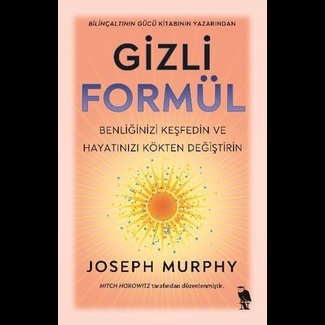 BİLİNÇALTININ GÜCÜ KİTABININ YAZARINDAN
GİZLİ
FORMÜL
BENLİĞİNİZİ KEŞFEDİN VE
HAYATINIZI KÖKTEN DEĞİŞTİRİN
JOSEPH MURPHY
MITCH HOROWITZ tarafından düzenlenmiştir.